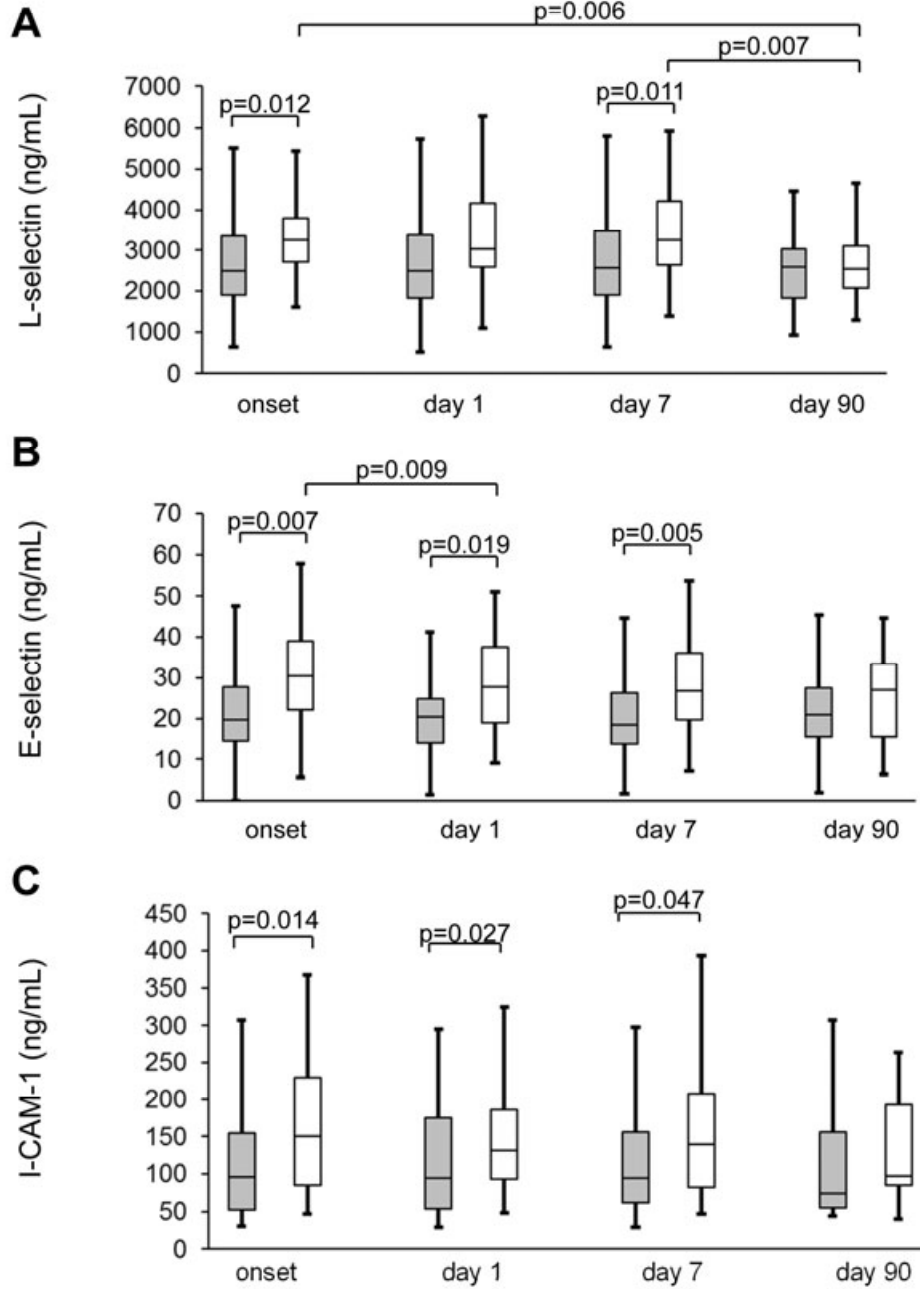 A
p=0.006
p=0.007
7000
p=0.012
p=0.011
6000
5000
4000
3000
2000
1000
0
L-selectin (ng/mL)
onset day 1 day 7 day 90
B
p=0.009
70
p=0.007
p=0.019
p=0.005
60
50
40
30
20
10
0
E-selectin (ng/mL)
onset day 1 day 7 day 90
C
450
p=0.014
p=0.027
p=0.047
400
350
300
250
200
150
100
50
0
I-CAM-1 (ng/mL)
onset day 1 day 7 day 90